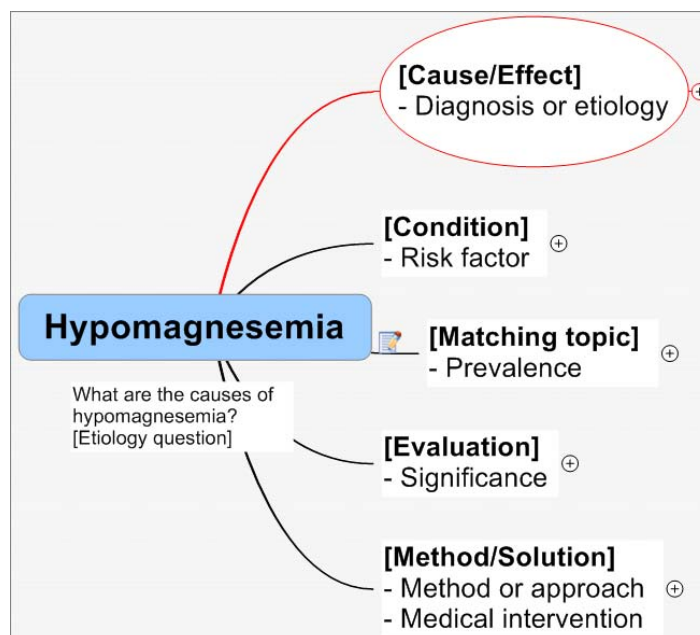 [Cause/Effect]
- Diagnosis or etiology
[Condition]
- Risk factor
Hypomagnesemia
[Matching topic]
- Prevalence
What are the causes of
hypomagnesemia?
[Etiology question]
[Evaluation]
- Significance
[Method/Solution]
- Method or approach
- Medical intervention